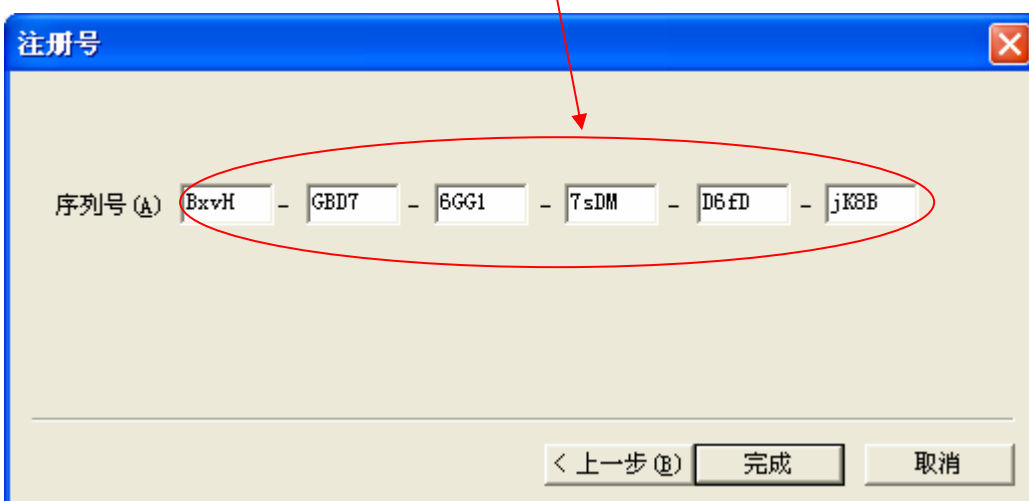 注册号
序列号(A) BxvH - GBD7 - 6GG1 - 7sDM - D6fD - jK8B
< 上一步(B) 完成 取消